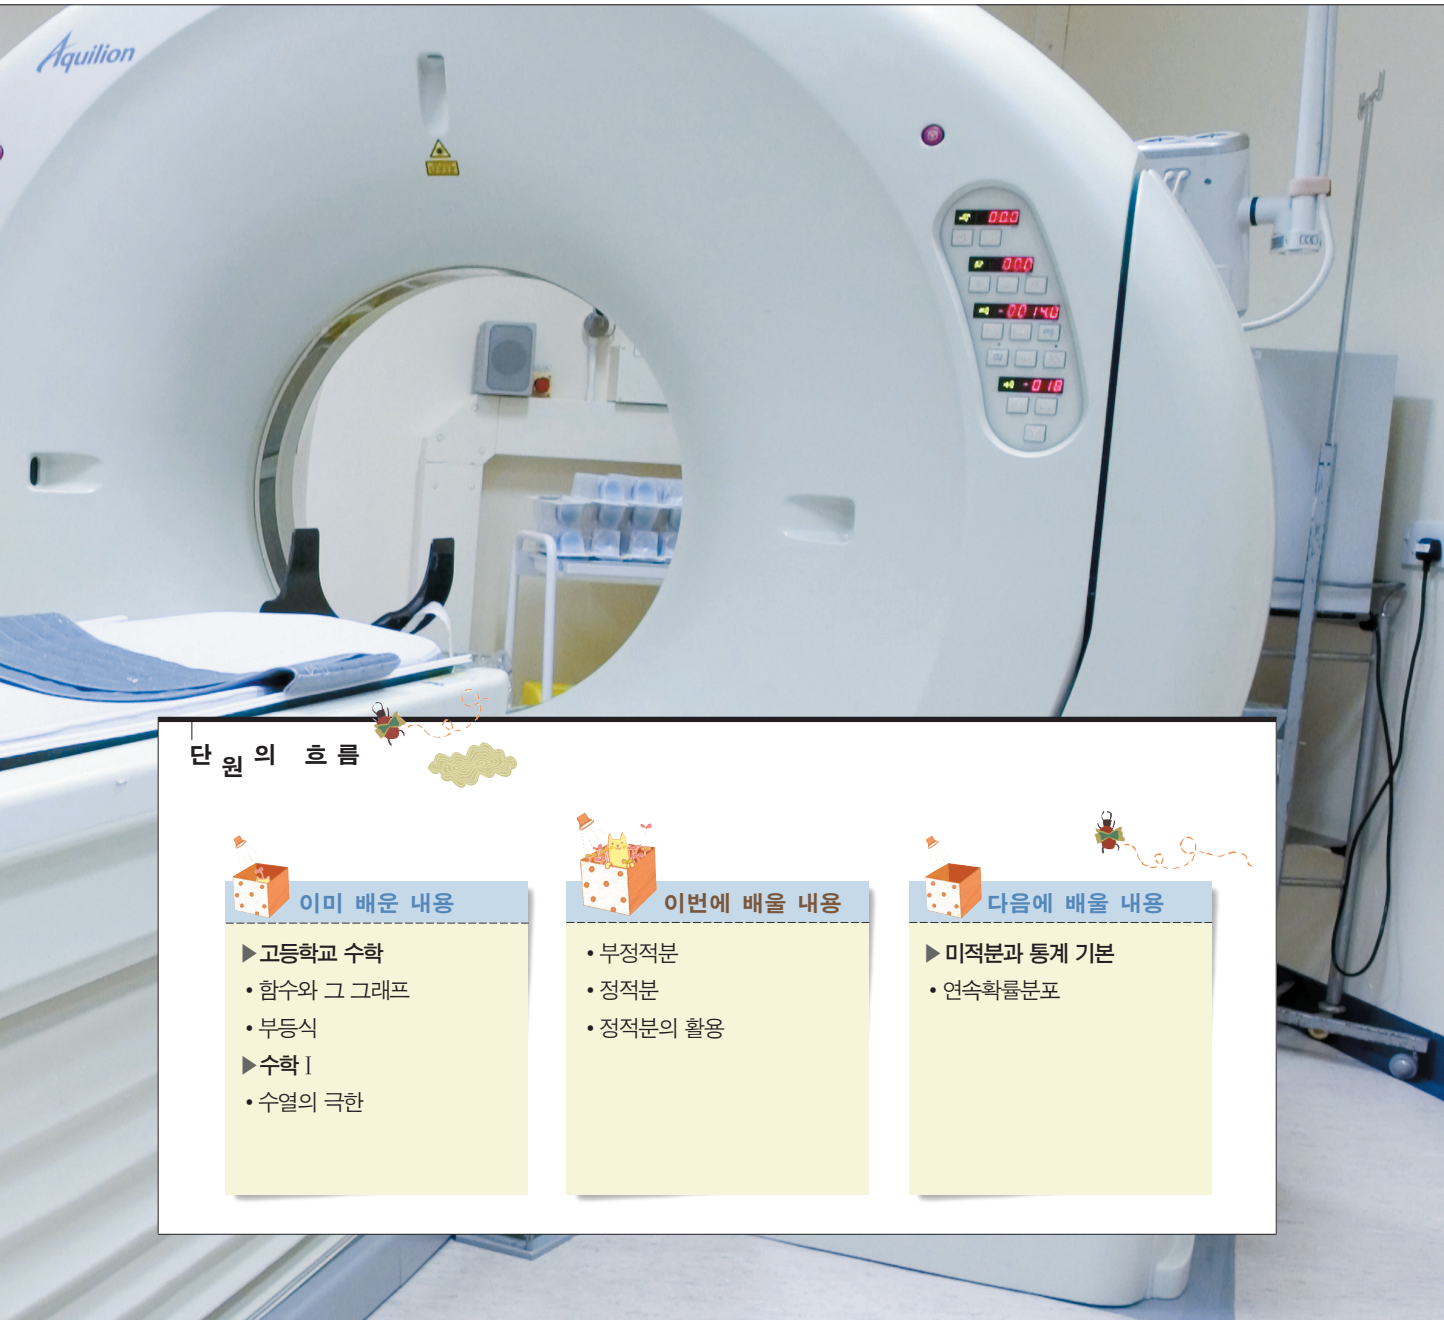 Aquilion
00.0
00.0
단원의 흐름
이미 배운 내용
▶고등학교 수학
• 함수와 그 그래프
• 부등식
▶수학 Ⅰ
• 수열의 극한
이번에 배울 내용
• 부정적분
• 정적분
• 정적분의 활용
다음에 배울 내용
▶미적분과 통계 기본
• 연속확률분포